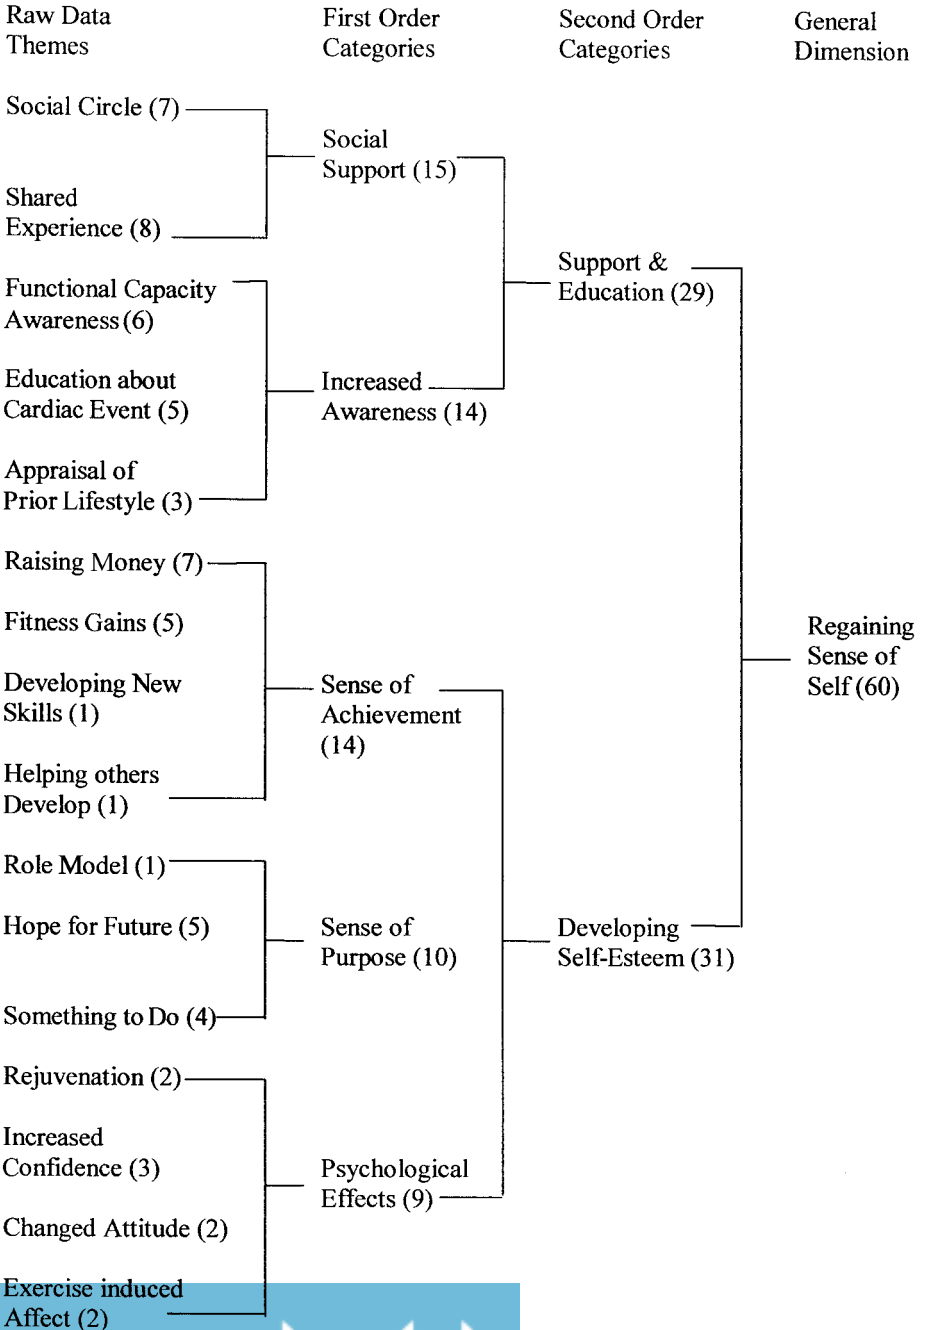 Raw Data
Themes
First Order
Categories
Second Order
Categories
General
Dimension
Social Circle (7)
Shared
Experience (8)
Functional Capacity
Awareness (6)
Education about
Cardiac Event (5)
Appraisal of
Prior Lifestyle (3)
Raising Money (7)
Fitness Gains (5)
Developing New
Skills (1)
Helping others
Develop (1)
Role Model (1)
Hope for Future (5)
Something to Do (4)
Rejuvenation (2)
Increased
Confidence (3)
Changed Attitude (2)
Exercise induced
Affect (2)
Social
Support (15)
Increased
Awareness (14)
Sense of
Achievement
(14)
Sense of
Purpose (10)
Psychological
Effects (9)
Support &
Education (29)
Developing
Self-Esteem (31)
Regaining
Sense of
Self (60)